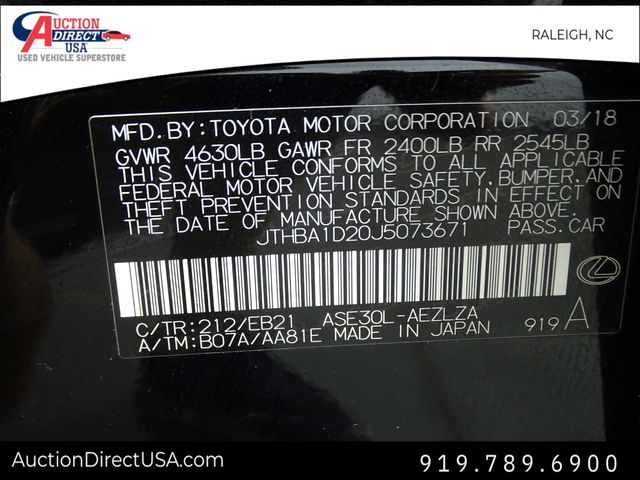 AUCTION
DIRECT
USA
USED VEHICLE SUPERSTORE
RALEIGH, NC
MFD. BY: TOYOTA MOTOR CORPORATION 03/18
GVWR 4630LB GAWR FR 2400LB RR 2545LB
THIS VEHICLE CONFORMS TO ALL APPLICABLE
FEDERAL MOTOR VEHICLE SAFETY, BUMPER, AND
THEFT PREVENTION STANDARDS IN EFFECT ON
THE DATE OF MANUFACTURE SHOWN ABOVE.
JTHBA1D20J5073671 PASS. CAR
C/TR: 212/EB21 ASE30L-AEZLZA
A/TM: B07A/AA81E MADE IN JAPAN 919 A
AuctionDirectUSA.com
919.789.6900